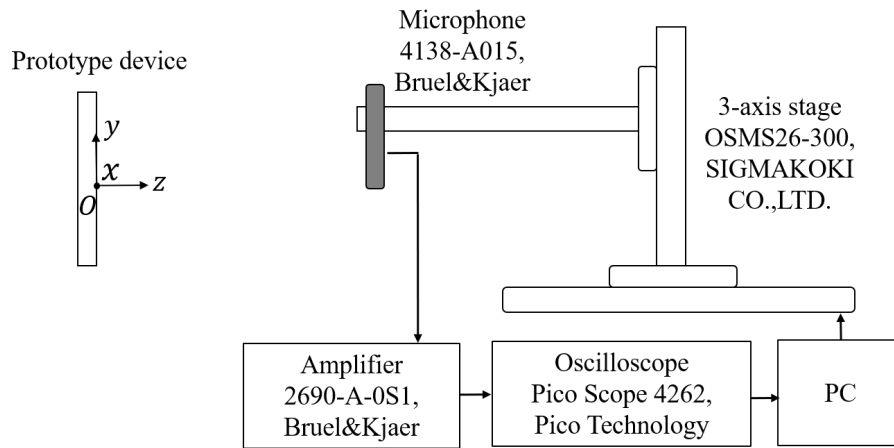 Prototype device
y
x
z
O
Microphone
4138-A015,
Bruel&Kjaer
3-axis stage
OSMS26-300,
SIGMAKOKI
CO.,LTD.
Amplifier
2690-A-0S1,
Bruel&Kjaer
Oscilloscope
Pico Scope 4262,
Pico Technology
PC